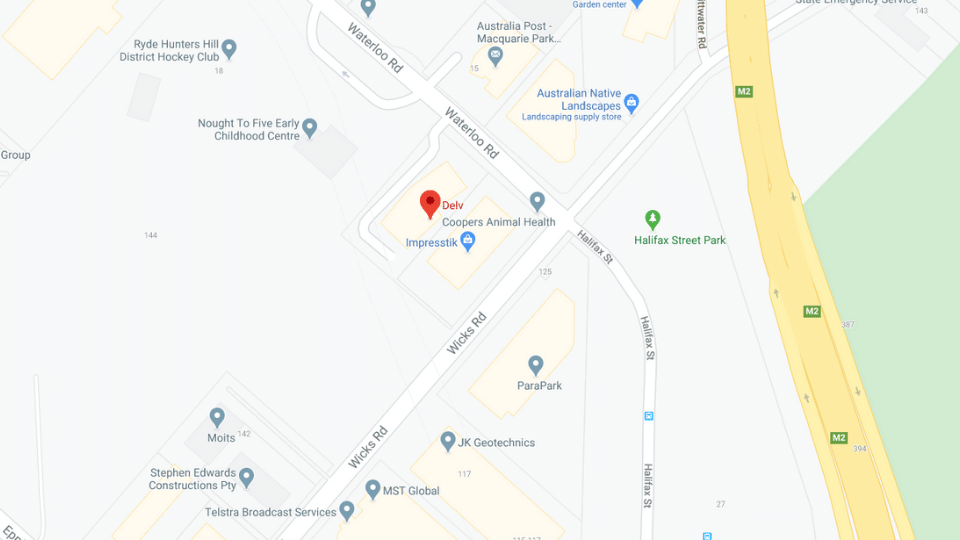 Garden center
State Emergency Service
143
Waterloo Rd
Australia Post -
Macquarie Park...
15
Ryde Hunters Hill
District Hockey Club
18
M2
Australian Native
Landscapes
Landscaping supply store
Waterloo Rd
Nought To Five Early
Childhood Centre
Group
Delv
Coopers Animal Health
Impresstik
144
Halifax St
Halifax Street Park
125
Wicks Rd
Halifax St
M2
387
ParaPark
Moits
142
Wicks Rd
JK Geotechnics
M2
394
117
Stephen Edwards
Constructions Pty
MST Global
Telstra Broadcast Services
Halifax St
27